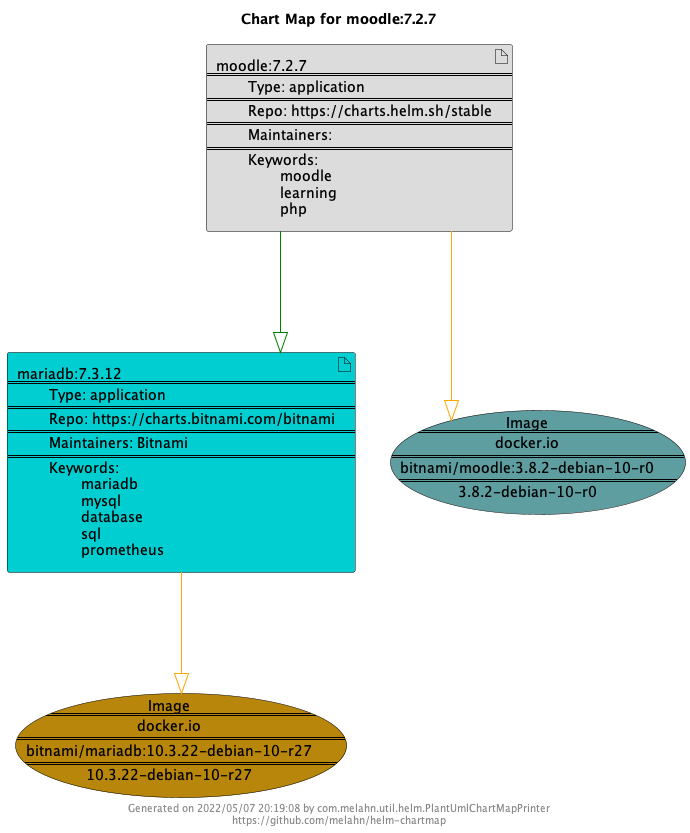 Chart Map for moodle:7.2.7
moodle:7.2.7
Type: application
Repo: https://charts.helm.sh/stable
Maintainers:
Keywords:
moodle
learning
php
mariadb:7.3.12
Type: application
Repo: https://charts.bitnami.com/bitnami
Maintainers: Bitnami
Keywords:
mariadb
mysql
database
sql
prometheus
Image
docker.io
bitnami/moodle:3.8.2-debian-10-r0
3.8.2-debian-10-r0
Image
docker.io
bitnami/mariadb:10.3.22-debian-10-r27
10.3.22-debian-10-r27
Generated on 2022/05/07 20:19:08 by com.melahn.util.helm.PlantUmlChartMapPrinter
https://github.com/melahn/helm-chartmap